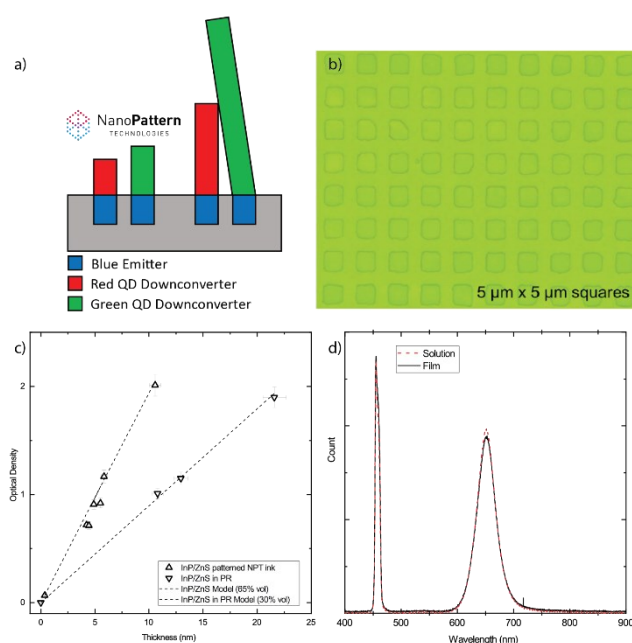 a)
NanoPattern
TECHNOLOGIES
Blue Emitter
Red QD Downconverter
Green QD Downconverter
b)
5 µm x 5 µm squares
c)
2
1
0
Optical Density
0
5
10
15
20
25
Thickness (nm)
InP/ZnS patterned NPT ink
InP/ZnS in PR
InP/ZnS Model (65% vol)
InP/ZnS in PR Model (30% vol)
d)
Solution
Film
Count
400
500
600
700
800
900
Wavelength (nm)